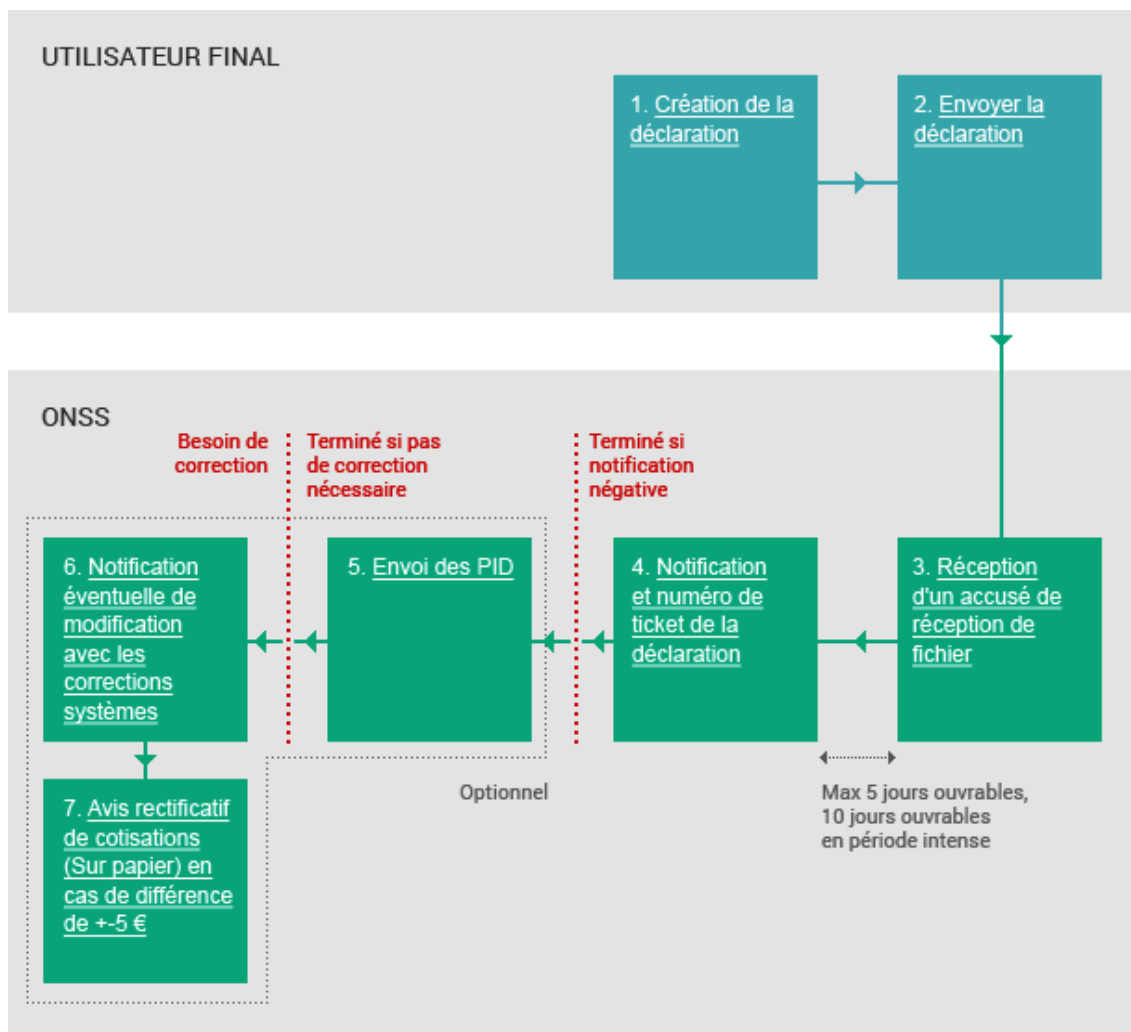 UTILISATEUR FINAL
1. Création de la
déclaration
2. Envoyer la
déclaration
ONSS
Besoin de
correction
Terminé si pas
de correction
nécessaire
Terminé si
notification
négative
6. Notification
éventuelle de
modification
avec les
corrections
systèmes
5. Envoi des PID
4. Notification
et numéro de
ticket de la
déclaration
3. Réception
d'un accusé de
réception de
fichier
Optionnel
Max 5 jours ouvrables,
10 jours ouvrables
en période intense
7. Avis rectificatif
de cotisations
(Sur papier) en
cas de différence
de +-5 €